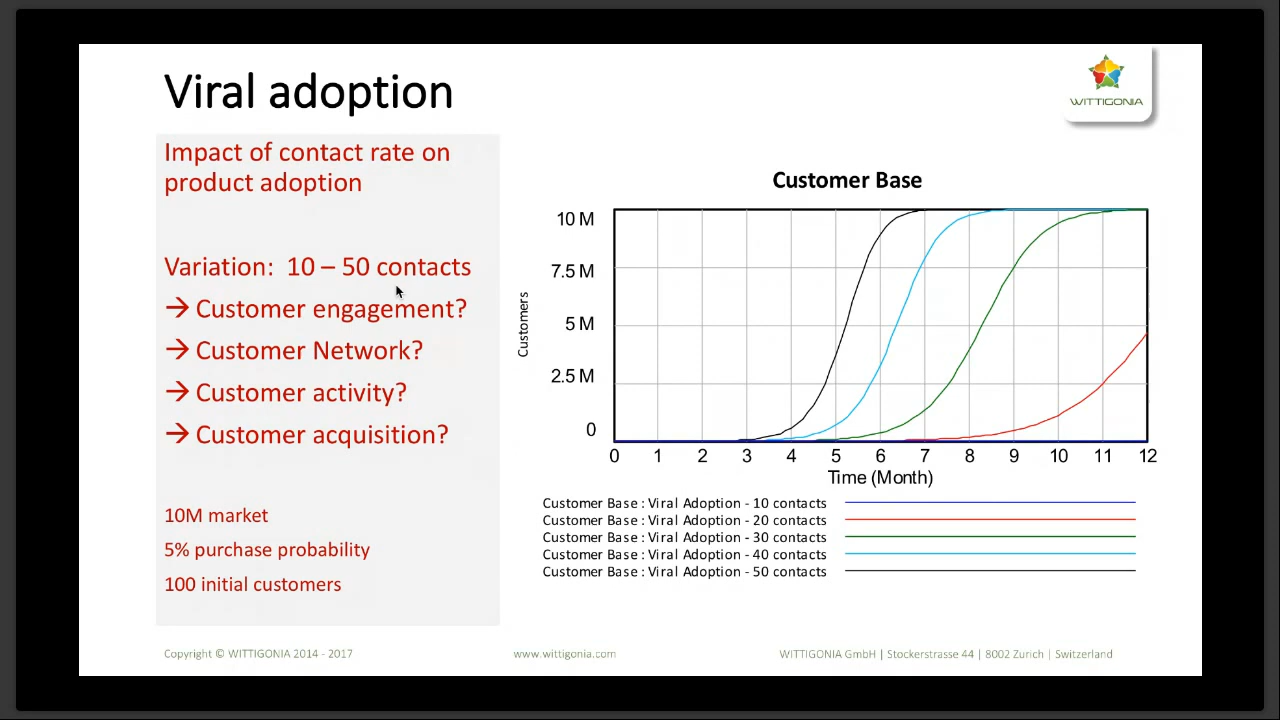 Viral adoption
WITTIGONIA
Impact of contact rate on
product adoption
Variation: 10 – 50 contacts
→ Customer engagement?
→ Customer Network?
→ Customer activity?
→ Customer acquisition?
10M market
5% purchase probability
100 initial customers
Customer Base
Customers
10 M
7.5 M
5 M
2.5 M
0
0 1 2 3 4 5 6 7 8 9 10 11 12
Time (Month)
Customer Base : Viral Adoption - 10 contacts
Customer Base : Viral Adoption - 20 contacts
Customer Base : Viral Adoption - 30 contacts
Customer Base : Viral Adoption - 40 contacts
Customer Base : Viral Adoption - 50 contacts
Copyright © WITTIGONIA 2014 - 2017
www.wittigonia.com
WITTIGONIA GmbH | Stockerstrasse 44 | 8002 Zurich | Switzerland